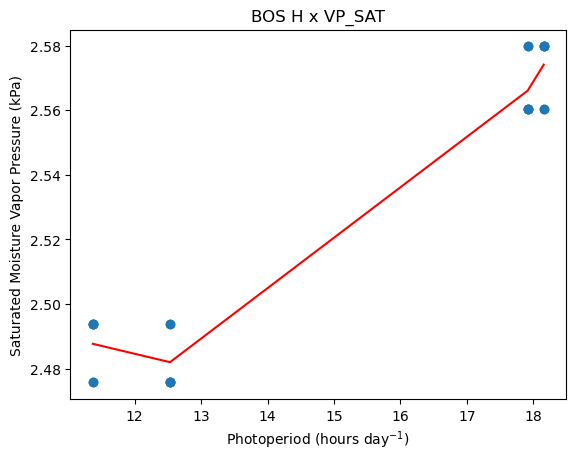 BOS H x VP_SAT
Saturated Moisture Vapor Pressure (kPa)
2.58
2.56
2.54
2.52
2.50
2.48
12 13 14 15 16 17 18
Photoperiod (hours day⁻¹)